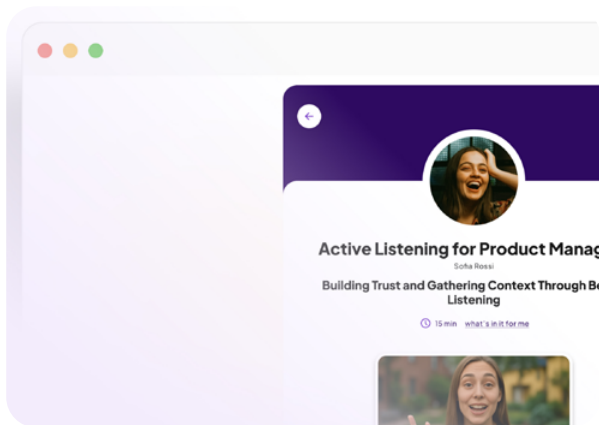 Active Listening for Product Manag
Sofia Rossi
Building Trust and Gathering Context Through Be
Listening
15 min what's in it for me